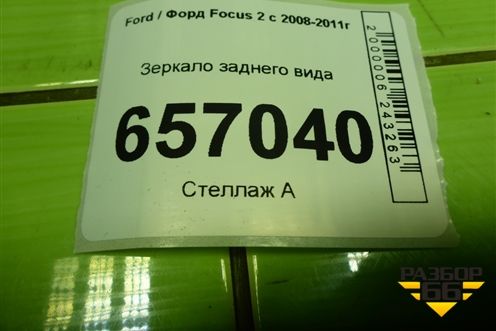 Ford / Форд Focus 2 с 2008-2011г
Зеркало заднего вида
657040
Стеллаж А
2000006243263
РАЗБОР
66